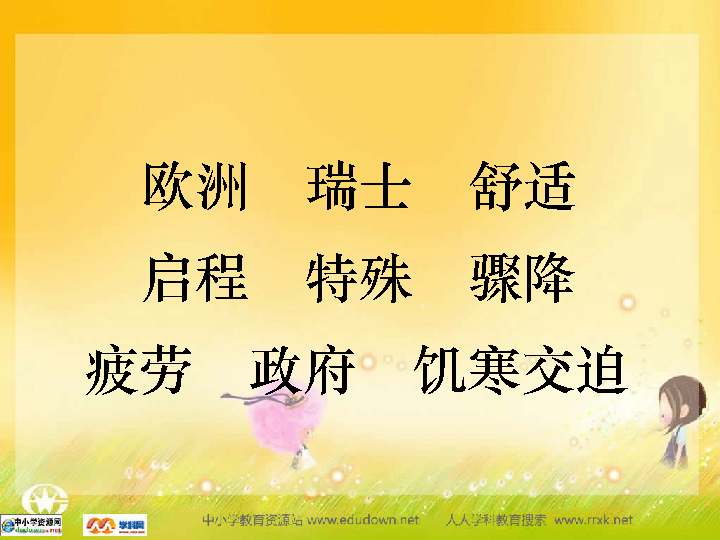 欧洲 瑞士 舒适
启程 特殊 骤降
疲劳 政府 饥寒交迫
中小学资源网
学科网
中小学教育资源站 www.edudown.net 人人学科教育搜索 www.rrxk.net